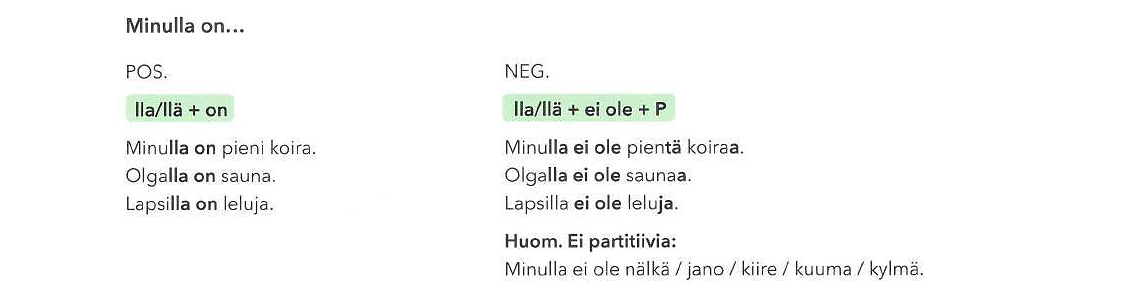 Minulla on...
POS.
lla/llä + on
Minulla on pieni koira.
Olgalla on sauna.
Lapsilla on leluja.
NEG.
lla/llä + ei ole + P
Minulla ei ole pientä koiraa.
Olgalla ei ole saunaa.
Lapsilla ei ole leluja.
Huom. Ei partitiivia:
Minulla ei ole nälkä / jano / kiire / kuuma / kylmä.